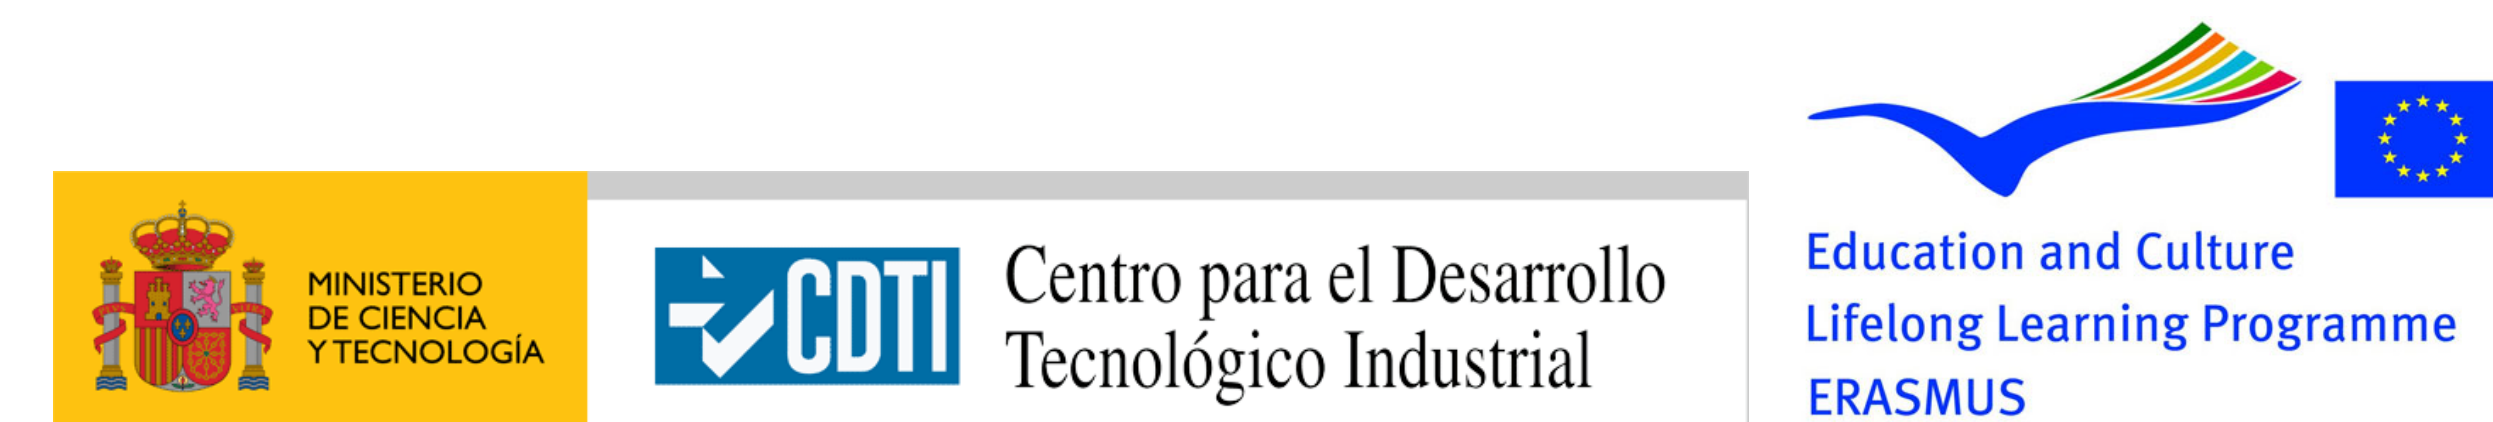 MINISTERIO
DE CIENCIA
Y TECNOLOGÍA
CDTI
Centro para el Desarrollo
Tecnológico Industrial
Education and Culture
Lifelong Learning Programme
ERASMUS